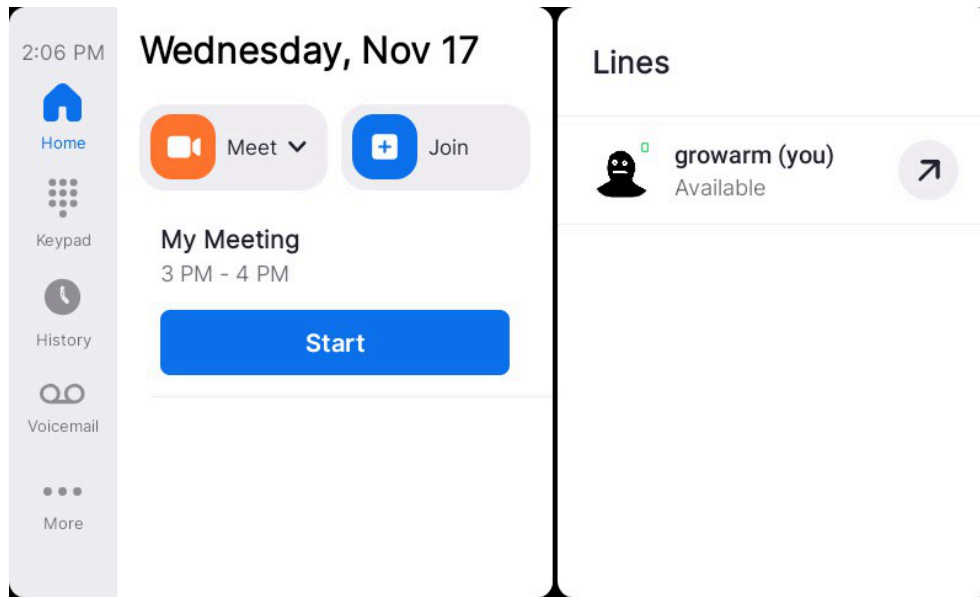 2:06 PM
Home
Keypad
History
Voicemail
More
Wednesday, Nov 17
Meet
Join
My Meeting
3 PM - 4 PM
Start
Lines
growarm (you)
Available